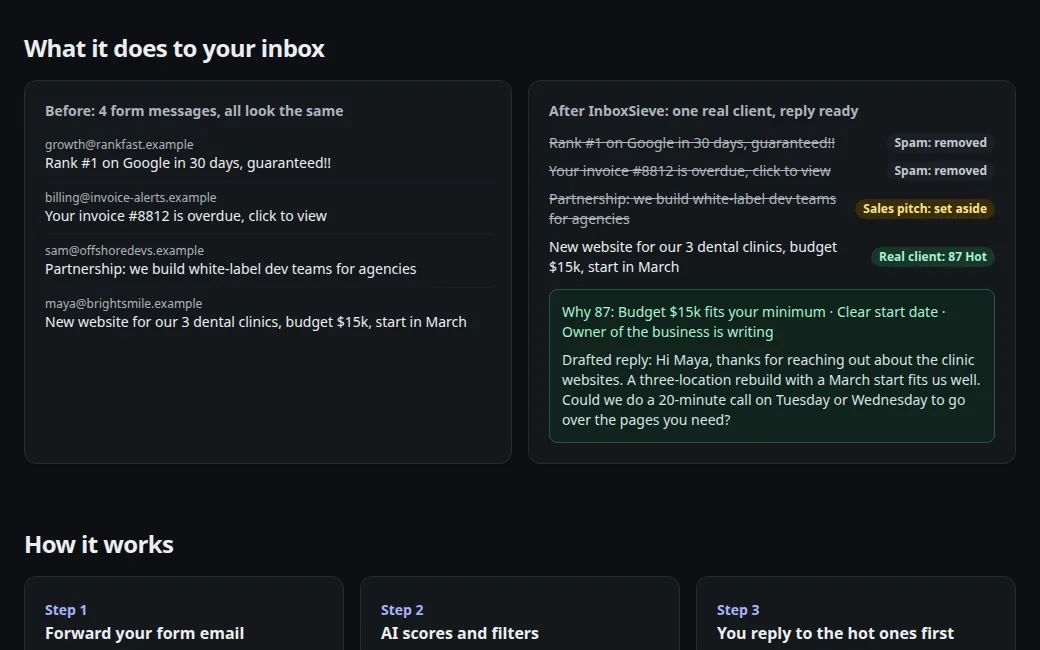 What it does to your inbox
Before: 4 form messages, all look the same
growth@rankfast.example
Rank #1 on Google in 30 days, guaranteed!!
billing@invoice-alerts.example
Your invoice #8812 is overdue, click to view
sam@offshoredevs.example
Partnership: we build white-label dev teams for agencies
maya@brightsmile.example
New website for our 3 dental clinics, budget $15k, start in March
After InboxSieve: one real client, reply ready
Rank #1 on Google in 30 days, guaranteed!!
Spam: removed
Your invoice #8812 is overdue, click to view
Spam: removed
Partnership: we build white-label dev teams
for agencies
Sales pitch: set aside
New website for our 3 dental clinics, budget
$15k, start in March
Real client: 87 Hot
Why 87: Budget $15k fits your minimum · Clear start date ·
Owner of the business is writing
Drafted reply: Hi Maya, thanks for reaching out about the clinic
websites. A three-location rebuild with a March start fits us well.
Could we do a 20-minute call on Tuesday or Wednesday to go
over the pages you need?
How it works
Step 1
Forward your form email
Step 2
AI scores and filters
Step 3
You reply to the hot ones first